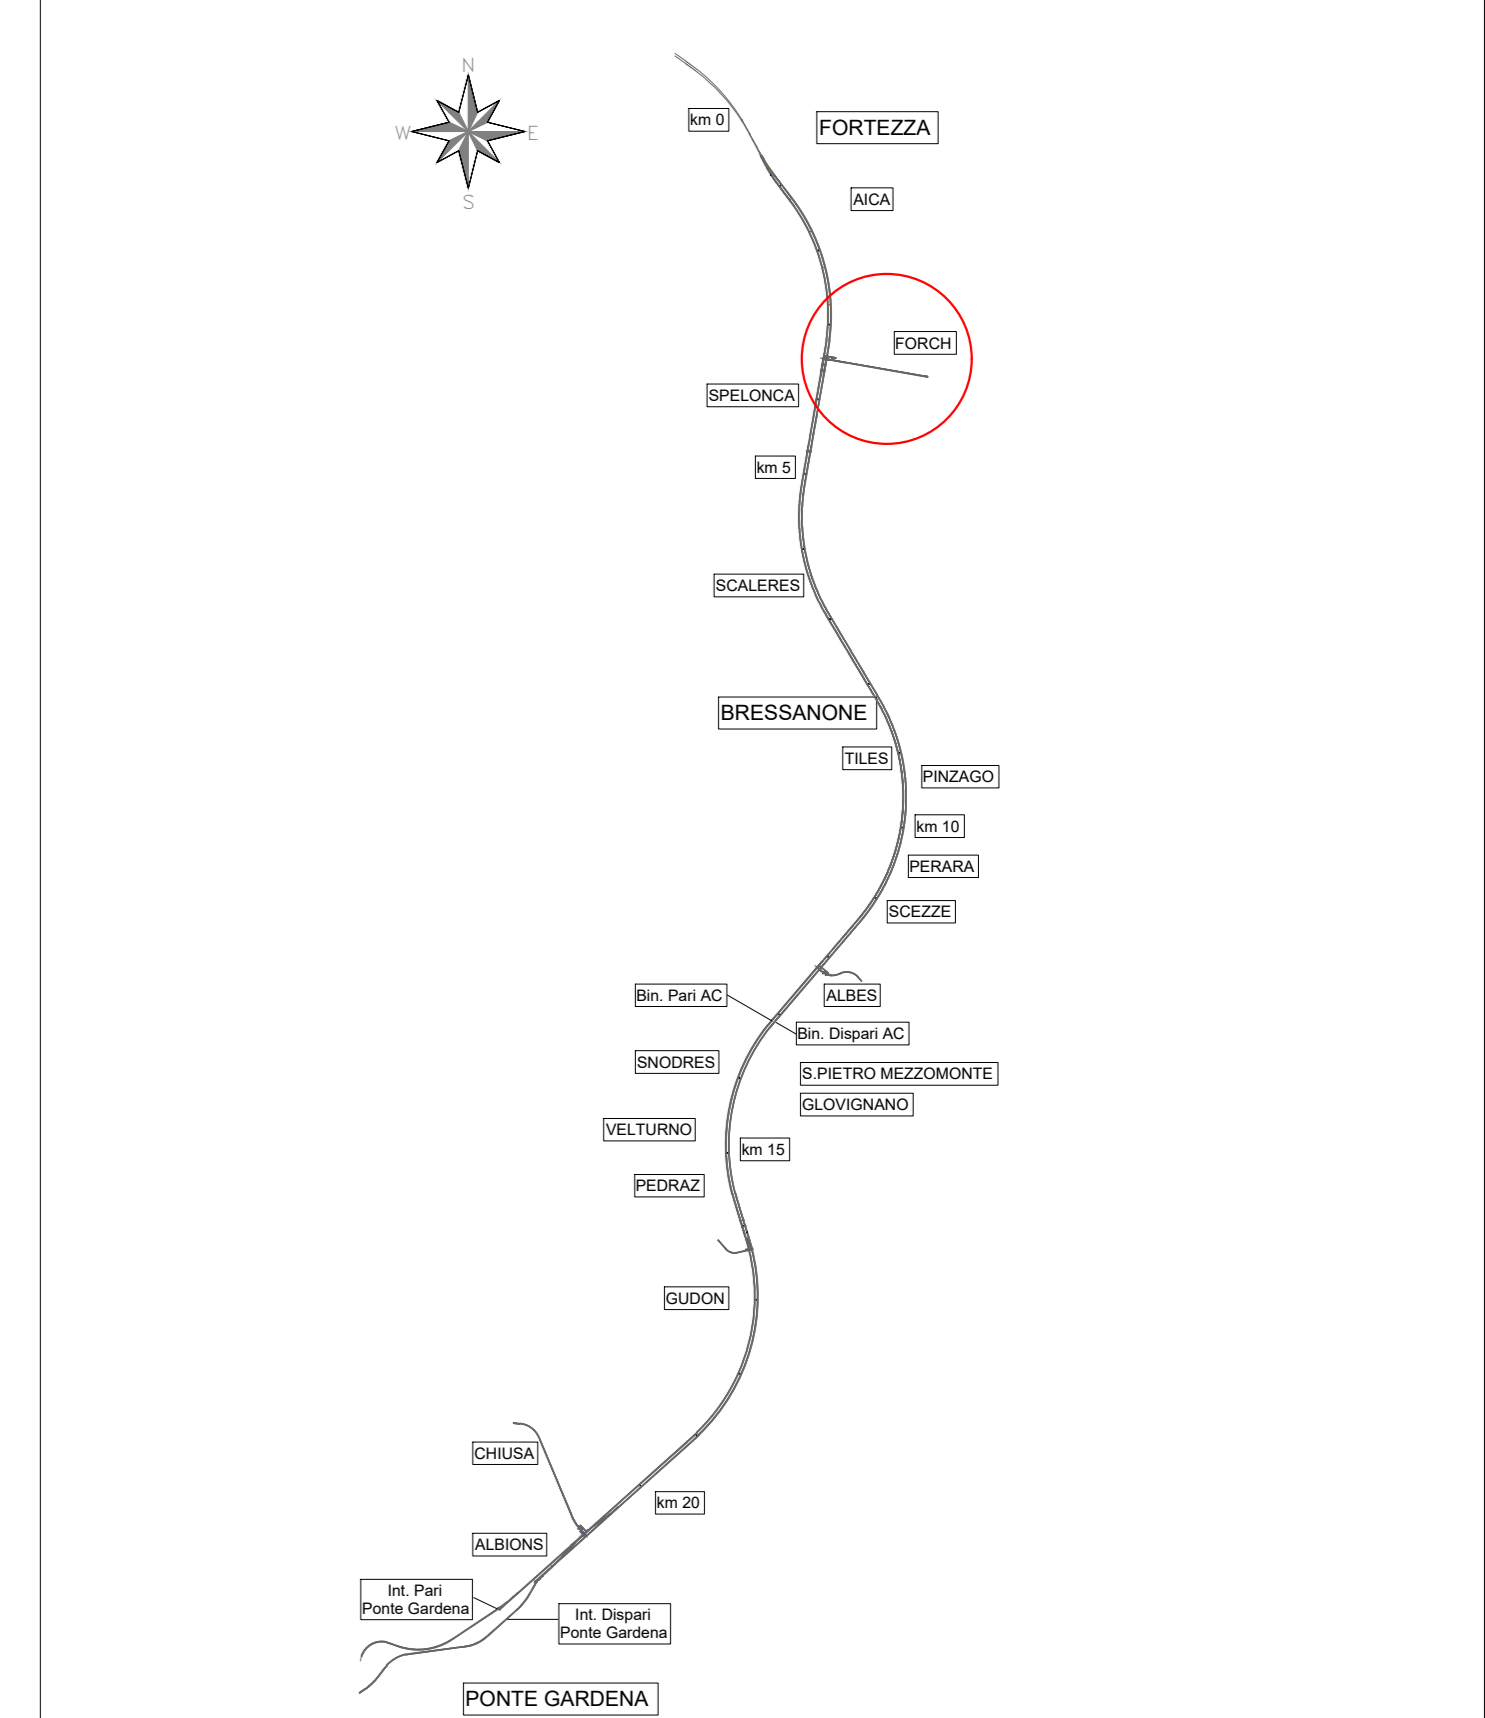 N
km 0
FORTEZZA
W
E
AICA
S
FORCH
SPELONCA
km 5
SCALERES
BRESSANONE
TILES
PINZAGO
km 10
PERARA
SCEZZE
Bin. Pari AC
ALBES
Bin. Dispari AC
SNODRES
S.PIETRO MEZZOMONTE
GLOVIGNANO
VELTURNO
km 15
PEDRAZ
GUDON
CHIUSA
km 20
ALBIONS
Int. Pari
Ponte Gardena
Int. Dispari
Ponte Gardena
PONTE GARDENA